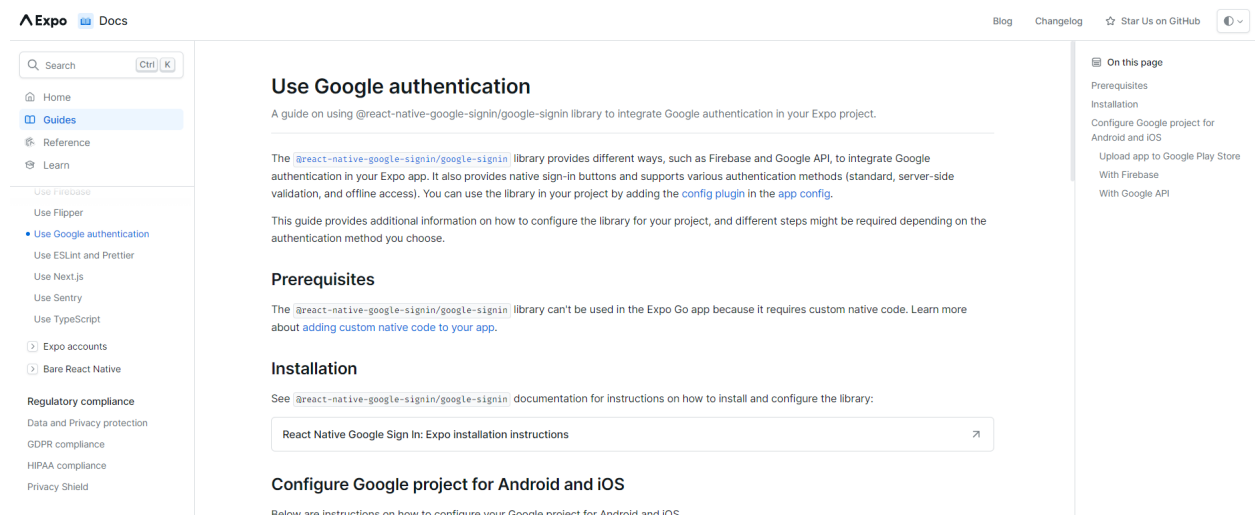 Expo Docs
Blog Changelog Star Us on GitHub
Search Ctrl K
Home
Guides
Reference
Learn
Use Firebase
Use Flipper
Use Google authentication
Use ESLint and Prettier
Use Next.js
Use Sentry
Use TypeScript
Expo accounts
Bare React Native
Regulatory compliance
Data and Privacy protection
GDPR compliance
HIPAA compliance
Privacy Shield
Use Google authentication
A guide on using @react-native-google-signin/google-signin library to integrate Google authentication in your Expo project.
The @react-native-google-signin/google-signin library provides different ways, such as Firebase and Google API, to integrate Google
authentication in your Expo app. It also provides native sign-in buttons and supports various authentication methods (standard, server-side
validation, and offline access). You can use the library in your project by adding the config plugin in the app config.
This guide provides additional information on how to configure the library for your project, and different steps might be required depending on the
authentication method you choose.
Prerequisites
The @react-native-google-signin/google-signin library can't be used in the Expo Go app because it requires custom native code. Learn more
about adding custom native code to your app.
Installation
See @react-native-google-signin/google-signin documentation for instructions on how to install and configure the library:
React Native Google Sign In: Expo installation instructions
Configure Google project for Android and iOS
Below are instructions on how to configure your Google project for Android and iOS.
On this page
Prerequisites
Installation
Configure Google project for
Android and iOS
Upload app to Google Play Store
With Firebase
With Google API